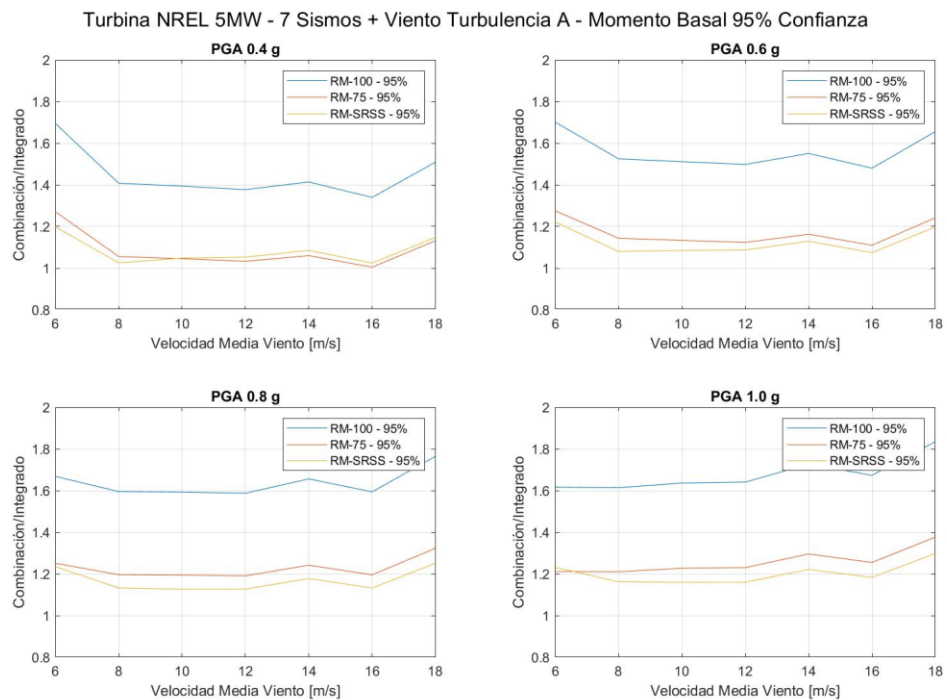 Turbina NREL 5MW - 7 Sismos + Viento Turbulencia A - Momento Basal 95% Confianza
PGA 0.4 g
2
1.8
1.6
1.4
1.2
1
0.8
Combinación/Integrado
RM-100 - 95%
RM-75 - 95%
RM-SRSS - 95%
6 8 10 12 14 16 18
Velocidad Media Viento [m/s]
PGA 0.6 g
2
1.8
1.6
1.4
1.2
1
0.8
Combinación/Integrado
RM-100 - 95%
RM-75 - 95%
RM-SRSS - 95%
6 8 10 12 14 16 18
Velocidad Media Viento [m/s]
PGA 0.8 g
2
1.8
1.6
1.4
1.2
1
0.8
Combinación/Integrado
RM-100 - 95%
RM-75 - 95%
RM-SRSS - 95%
6 8 10 12 14 16 18
Velocidad Media Viento [m/s]
PGA 1.0 g
2
1.8
1.6
1.4
1.2
1
0.8
Combinación/Integrado
RM-100 - 95%
RM-75 - 95%
RM-SRSS - 95%
6 8 10 12 14 16 18
Velocidad Media Viento [m/s]